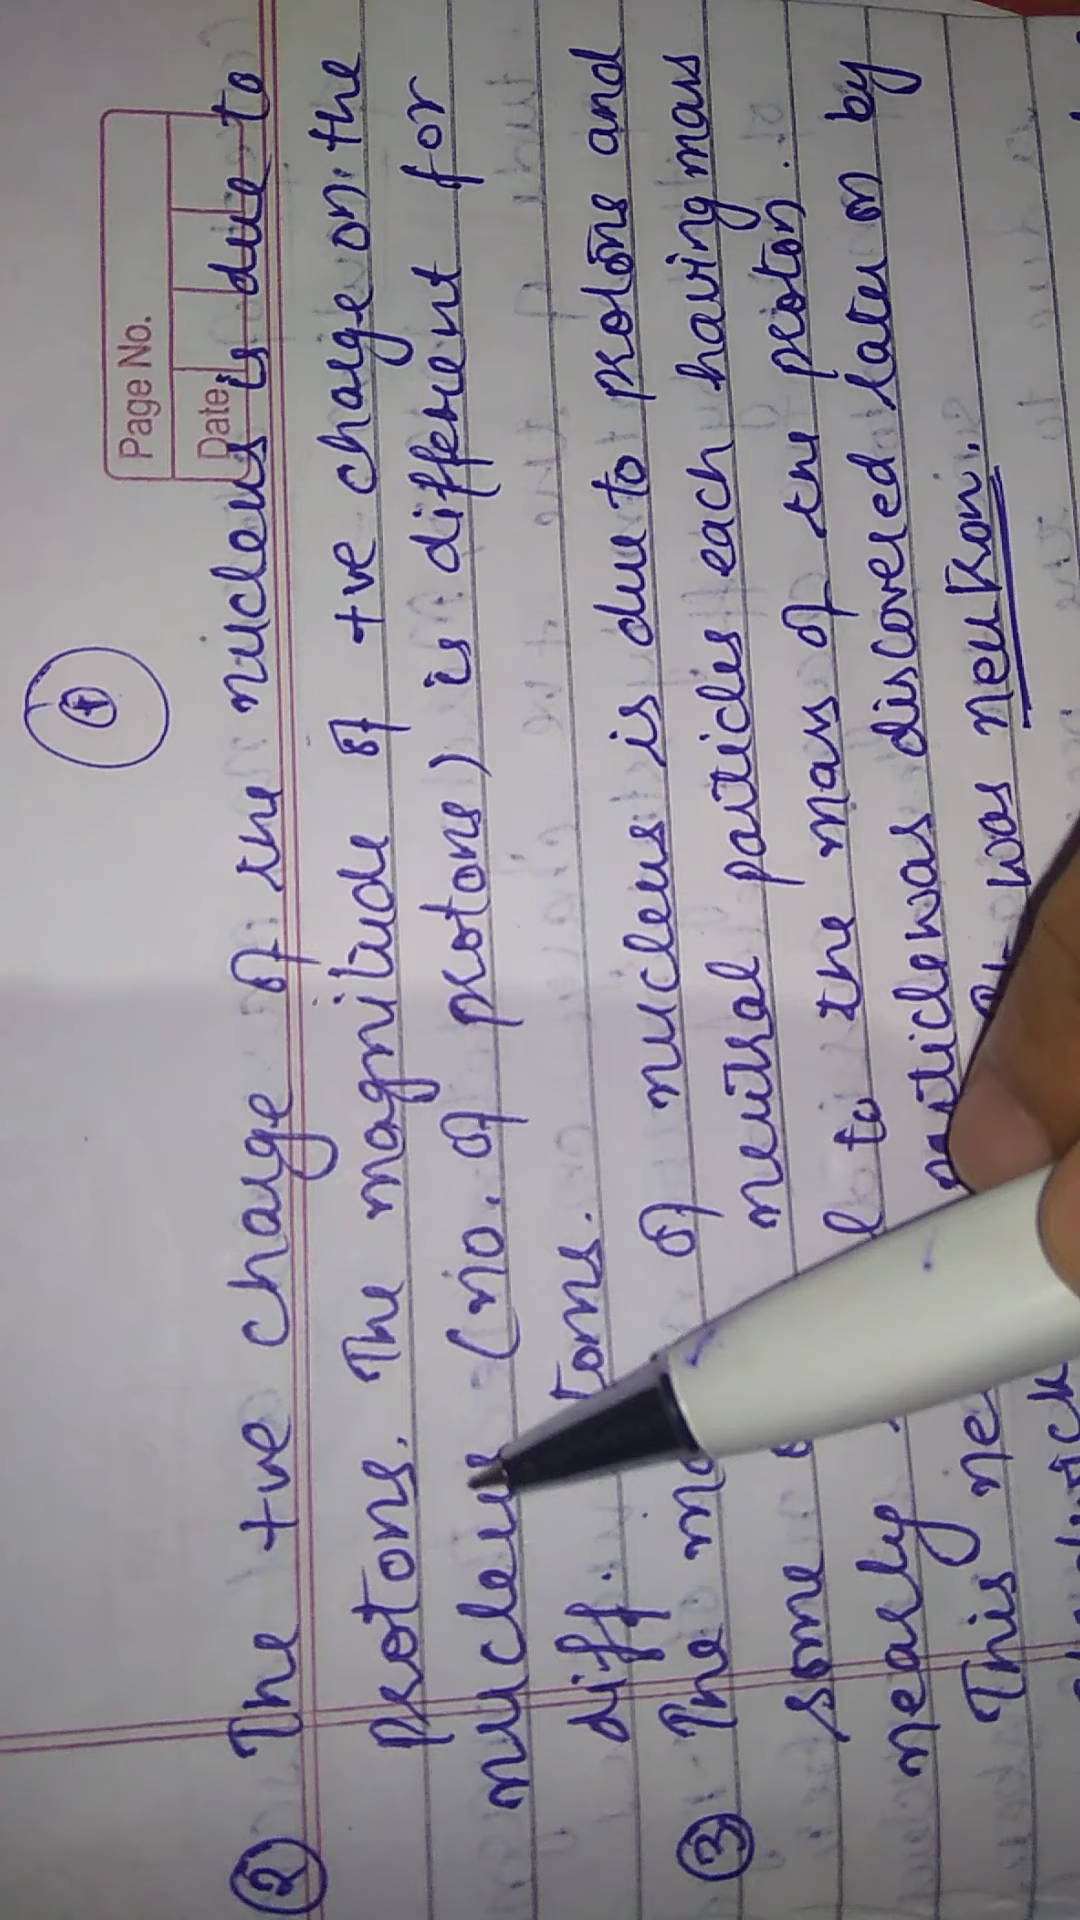 Page No.
Date
+
② The +ve charge of the nucleus is due to
protons. The magnitude of +ve charge on the
nucleus (no. of protons) is different for
diff. toms.
③ The of nucleus is due to protons and
some neutral particles each having mass
nearly to the mass of the proton.
This ne particle was discovered later on by
It was neutron.